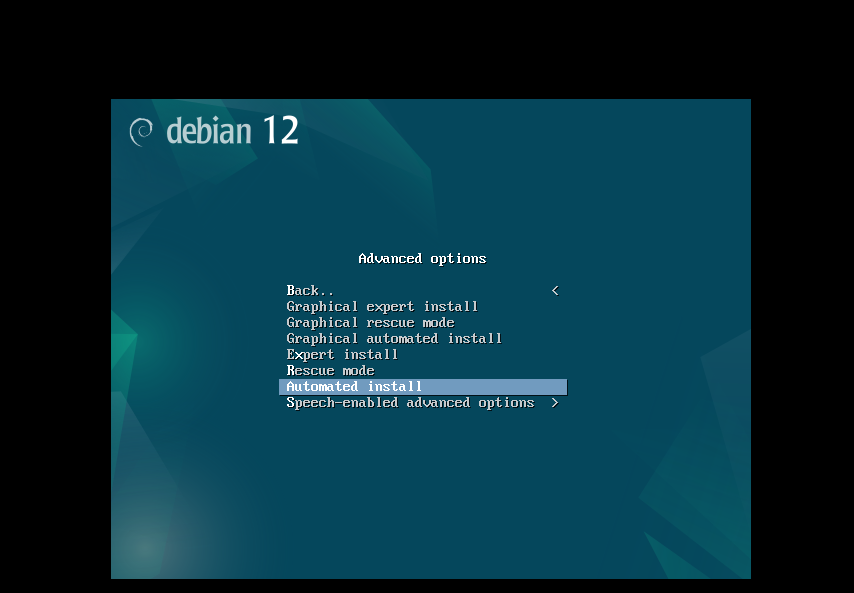 debian 12
Advanced options
Back.. <
Graphical expert install
Graphical rescue mode
Graphical automated install
Expert install
Rescue mode
Automated install
Speech-enabled advanced options >